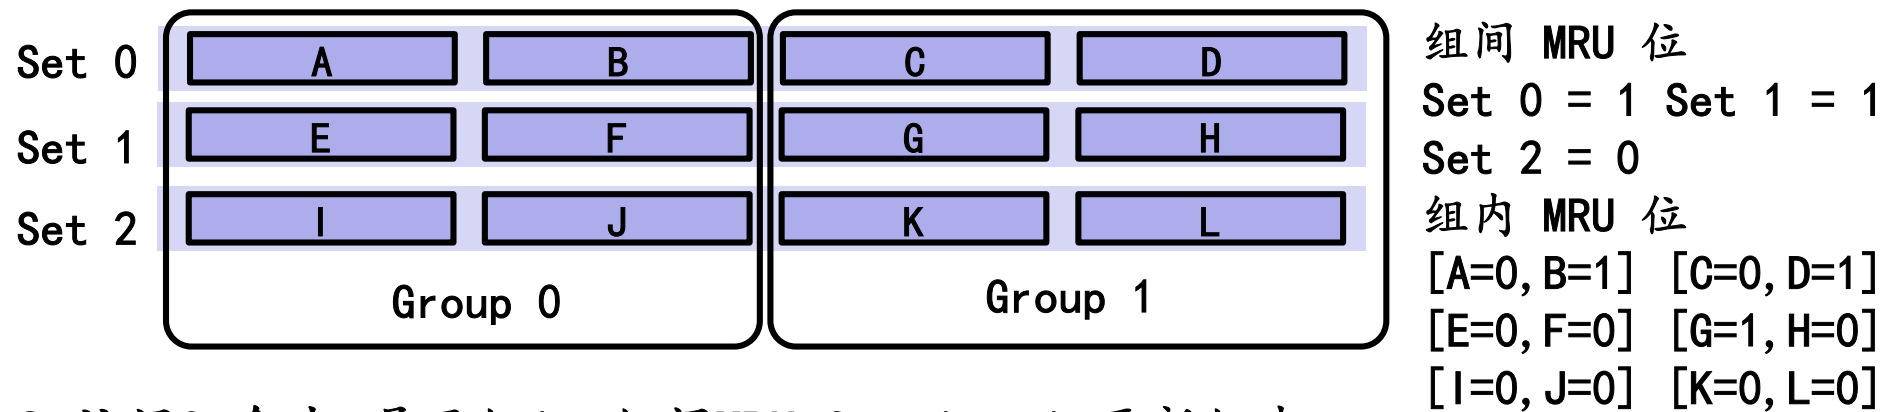 Set 0 A B C D
Set 1 E F G H
Set 2 I J K L
Group 0 Group 1
组间 MRU 位
Set 0 = 1 Set 1 = 1
Set 2 = 0
组内 MRU 位
[A=0,B=1] [C=0,D=1]
[E=0,F=0] [G=1,H=0]
[I=0,J=0] [K=0,L=0]